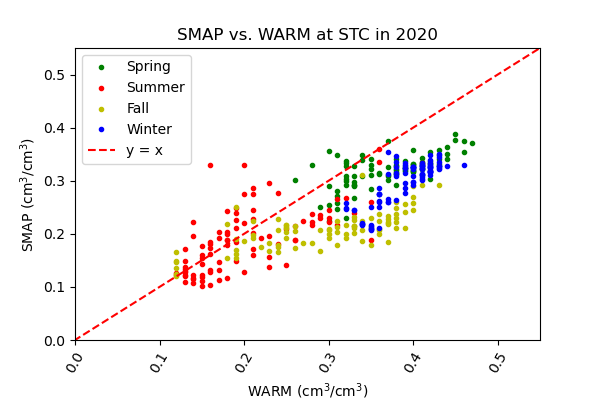 SMAP vs. WARM at STC in 2020
Spring
Summer
Fall
Winter
y = x
SMAP (cm³/cm³)
0.5
0.4
0.3
0.2
0.1
0.0
0.0
0.1
0.2
0.3
0.4
0.5
WARM (cm³/cm³)